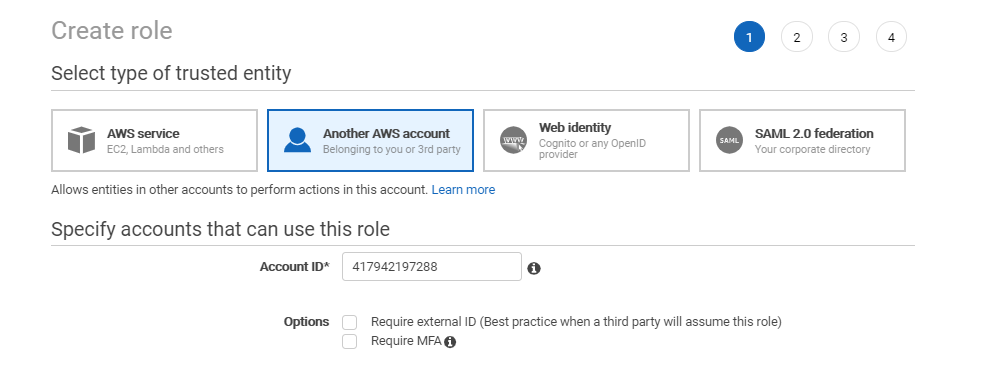 Create role
1 2 3 4
Select type of trusted entity
AWS service
EC2, Lambda and others
Another AWS account
Belonging to you or 3rd party
WWW
Web identity
Cognito or any OpenID
provider
SAML
SAML 2.0 federation
Your corporate directory
Allows entities in other accounts to perform actions in this account. Learn more
Specify accounts that can use this role
Account ID* 417942197288
Options Require external ID (Best practice when a third party will assume this role)
Require MFA